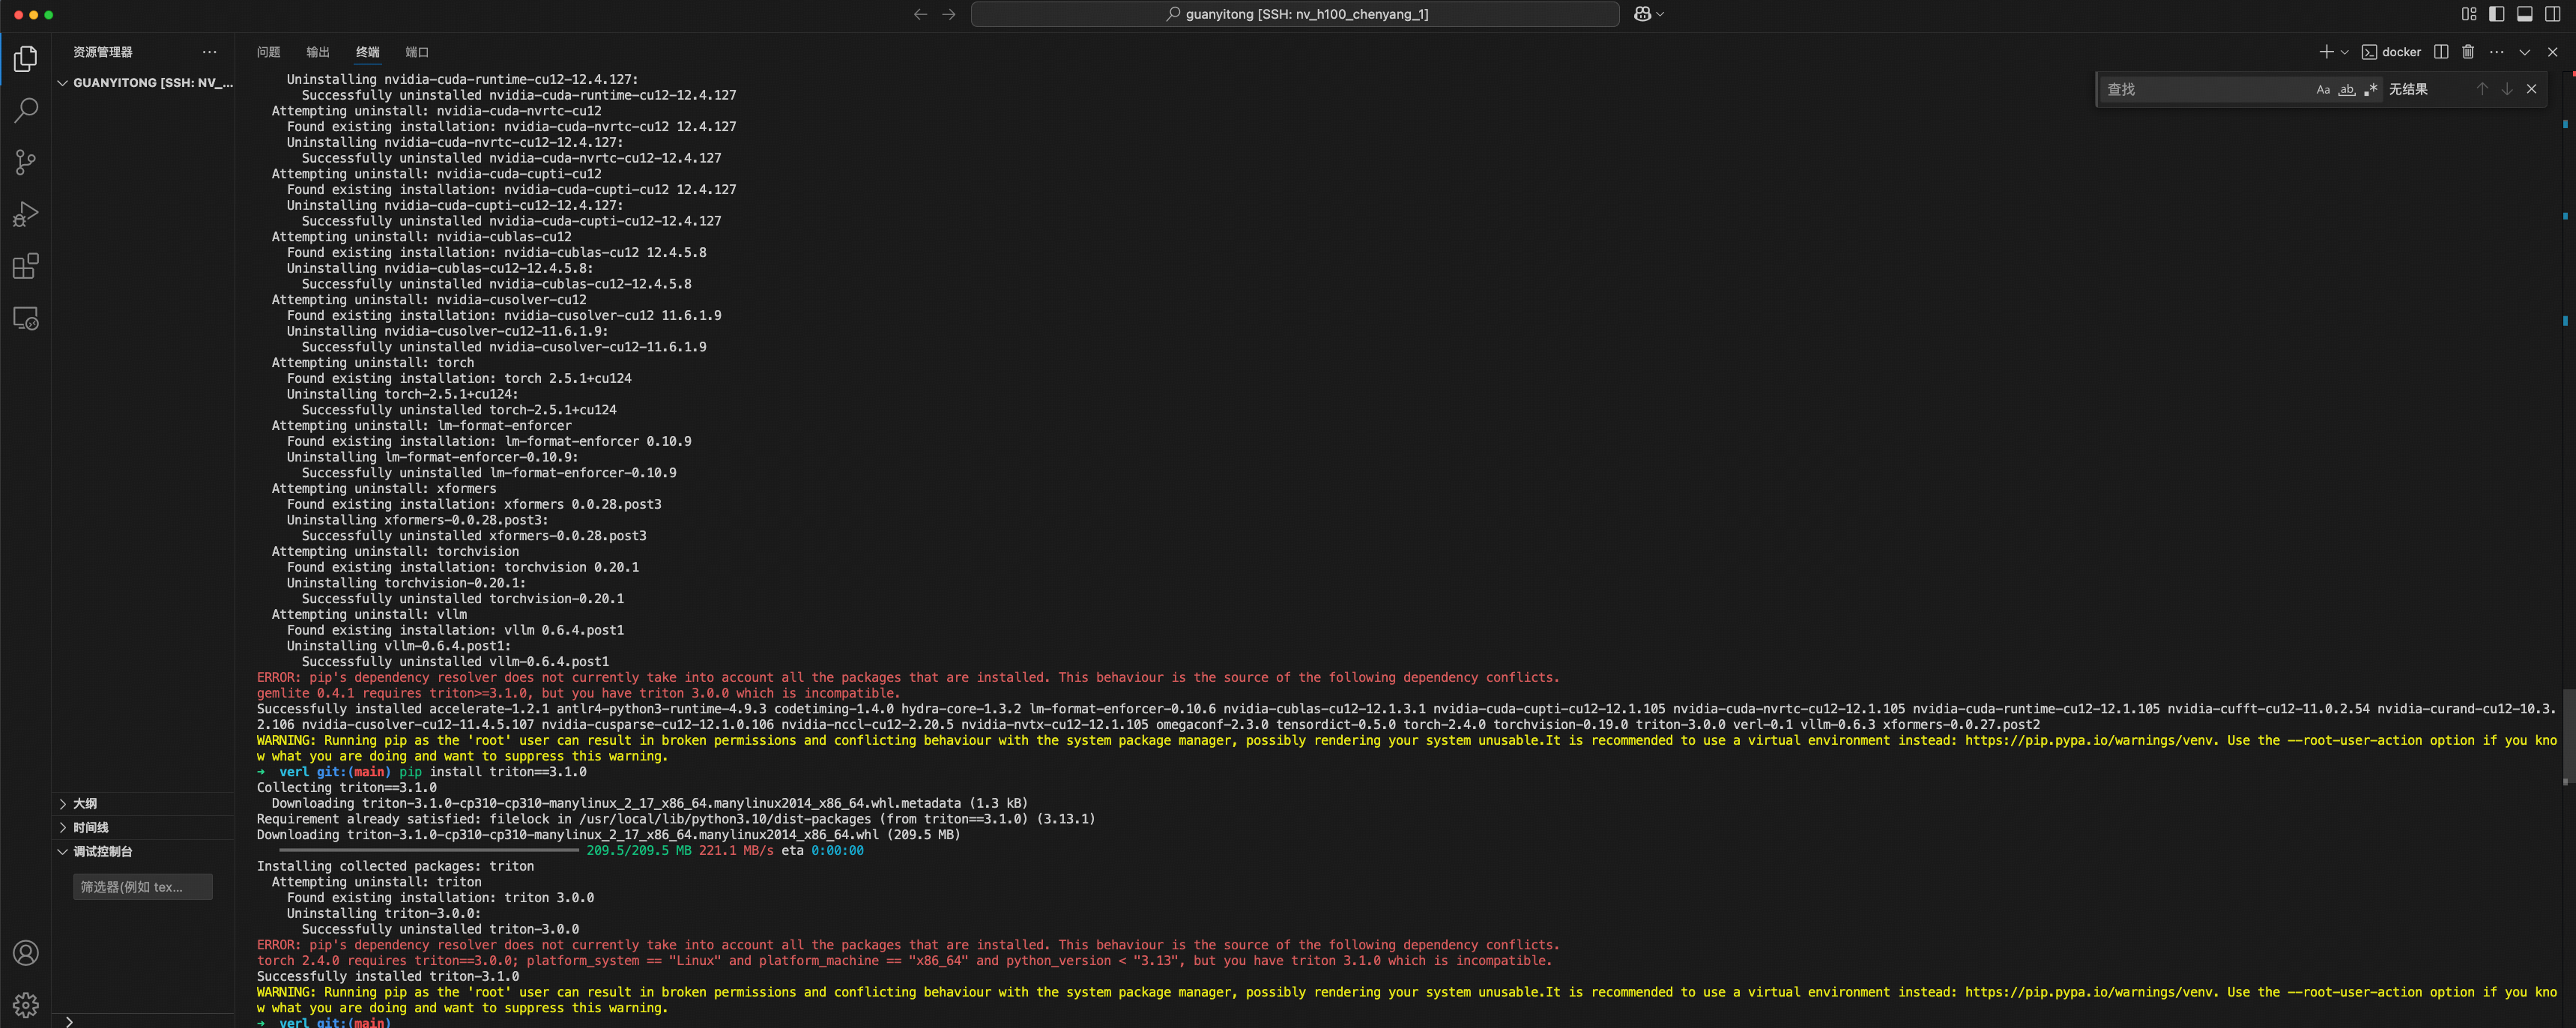 guanyitong [SSH: nv_h100_chenyang_1]
资源管理器
GUANYITONG [SSH: NV_...
大纲
时间线
调试控制台
筛选器(例如 tex...
问题 输出 终端 端口
docker
查找
Aa ab .* 无结果
Uninstalling nvidia-cuda-runtime-cu12-12.4.127:
Successfully uninstalled nvidia-cuda-runtime-cu12-12.4.127
Attempting uninstall: nvidia-cuda-nvrtc-cu12
Found existing installation: nvidia-cuda-nvrtc-cu12 12.4.127
Uninstalling nvidia-cuda-nvrtc-cu12-12.4.127:
Successfully uninstalled nvidia-cuda-nvrtc-cu12-12.4.127
Attempting uninstall: nvidia-cuda-cupti-cu12
Found existing installation: nvidia-cuda-cupti-cu12 12.4.127
Uninstalling nvidia-cuda-cupti-cu12-12.4.127:
Successfully uninstalled nvidia-cuda-cupti-cu12-12.4.127
Attempting uninstall: nvidia-cublas-cu12
Found existing installation: nvidia-cublas-cu12 12.4.5.8
Uninstalling nvidia-cublas-cu12-12.4.5.8:
Successfully uninstalled nvidia-cublas-cu12-12.4.5.8
Attempting uninstall: nvidia-cusolver-cu12
Found existing installation: nvidia-cusolver-cu12 11.6.1.9
Uninstalling nvidia-cusolver-cu12-11.6.1.9:
Successfully uninstalled nvidia-cusolver-cu12-11.6.1.9
Attempting uninstall: torch
Found existing installation: torch 2.5.1+cu124
Uninstalling torch-2.5.1+cu124:
Successfully uninstalled torch-2.5.1+cu124
Attempting uninstall: lm-format-enforcer
Found existing installation: lm-format-enforcer 0.10.9
Uninstalling lm-format-enforcer-0.10.9:
Successfully uninstalled lm-format-enforcer-0.10.9
Attempting uninstall: xformers
Found existing installation: xformers 0.0.28.post3
Uninstalling xformers-0.0.28.post3:
Successfully uninstalled xformers-0.0.28.post3
Attempting uninstall: torchvision
Found existing installation: torchvision 0.20.1
Uninstalling torchvision-0.20.1:
Successfully uninstalled torchvision-0.20.1
Attempting uninstall: vllm
Found existing installation: vllm 0.6.4.post1
Uninstalling vllm-0.6.4.post1:
Successfully uninstalled vllm-0.6.4.post1
ERROR: pip's dependency resolver does not currently take into account all the packages that are installed. This behaviour is the source of the following dependency conflicts.
gemlite 0.4.1 requires triton>=3.1.0, but you have triton 3.0.0 which is incompatible.
Successfully installed accelerate-1.2.1 antlr4-python3-runtime-4.9.3 codetiming-1.4.0 hydra-core-1.3.2 lm-format-enforcer-0.10.6 nvidia-cublas-cu12-12.1.3.1 nvidia-cuda-cupti-cu12-12.1.105 nvidia-cuda-nvrtc-cu12-12.1.105 nvidia-cuda-runtime-cu12-12.1.105 nvidia-cufft-cu12-11.0.2.54 nvidia-curand-cu12-10.3.
2.106 nvidia-cusolver-cu12-11.4.5.107 nvidia-cusparse-cu12-12.1.0.106 nvidia-nccl-cu12-2.20.5 nvidia-nvtx-cu12-12.1.105 omegaconf-2.3.0 tensordict-0.5.0 torch-2.4.0 torchvision-0.19.0 triton-3.0.0 verl-0.1 vllm-0.6.3 xformers-0.0.27.post2
WARNING: Running pip as the 'root' user can result in broken permissions and conflicting behaviour with the system package manager, possibly rendering your system unusable.It is recommended to use a virtual environment instead: https://pip.pypa.io/warnings/venv. Use the --root-user-action option if you kno
w what you are doing and want to suppress this warning.
→ verl git:(main) pip install triton==3.1.0
Collecting triton==3.1.0
Downloading triton-3.1.0-cp310-cp310-manylinux_2_17_x86_64.manylinux2014_x86_64.whl.metadata (1.3 kB)
Requirement already satisfied: filelock in /usr/local/lib/python3.10/dist-packages (from triton==3.1.0) (3.13.1)
Downloading triton-3.1.0-cp310-cp310-manylinux_2_17_x86_64.manylinux2014_x86_64.whl (209.5 MB)
209.5/209.5 MB 221.1 MB/s eta 0:00:00
Installing collected packages: triton
Attempting uninstall: triton
Found existing installation: triton 3.0.0
Uninstalling triton-3.0.0:
Successfully uninstalled triton-3.0.0
ERROR: pip's dependency resolver does not currently take into account all the packages that are installed. This behaviour is the source of the following dependency conflicts.
torch 2.4.0 requires triton==3.0.0; platform_system == "Linux" and platform_machine == "x86_64" and python_version < "3.13", but you have triton 3.1.0 which is incompatible.
Successfully installed triton-3.1.0
WARNING: Running pip as the 'root' user can result in broken permissions and conflicting behaviour with the system package manager, possibly rendering your system unusable.It is recommended to use a virtual environment instead: https://pip.pypa.io/warnings/venv. Use the --root-user-action option if you kno
w what you are doing and want to suppress this warning.
→ verl git:(main)